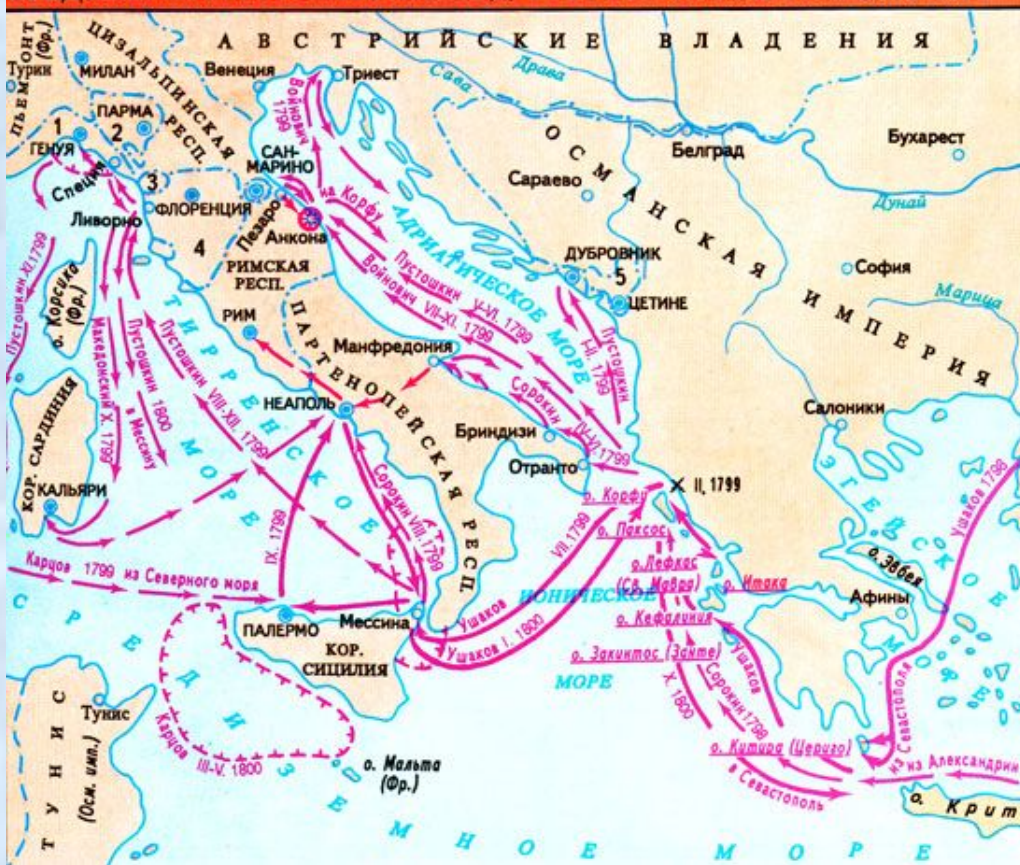 АВСТРИЙСКИЕ ВЛАДЕНИЯ
ПЬЕМОНТ
(Фр.)
Турин
ЦИЗАЛЬПИНСКАЯ
РЕСП.
МИЛАН
Венеция
Триест
Сава
Драва
ПАРМА
1
2
ГЕНУЯ
Специя
3
Войнович
1799
САН-
МАРИНО
на Корфу
Белград
Бухарест
Дунай
Сараево
ОСМАНСКАЯ ИМПЕРИЯ
Ливорно
ФЛОРЕНЦИЯ
Пезаро
Анкона
4
РИМСКАЯ
РЕСП.
АДРИАТИЧЕСКОЕ МОРЕ
Пустошкин V-VI. 1799
Войнович VII-XI. 1799
ДУБРОВНИК
5
ЦЕТИНЕ
София
Марица
Пустошкин XI.1799
о. Корсика
(Фр.)
РИМ
ПАРТЕНОПЕЙСКАЯ РЕСП.
Манфредония
Пустошкин
I-II. 1799
Сорокин
IV-VI.1799
Македонский X. 1799
Пустошкин 1800
в Мессину
Пустошкин VIII-XII. 1799
ТИРРЕНСКОЕ
МОРЕ
НЕАПОЛЬ
Бриндизи
Отранто
Салоники
КОР. САРДИНИЯ
КАЛЬЯРИ
Сорокин VIII.1799
о. Корфу
II, 1799
о. Паксос
о. Лефкас
(Св. Мавра)
о. Итака
ЭГЕЙСКОЕ
МОРЕ
Ушаков 1798
из Севастополя
о. Эвбея
Афины
IX. 1799
VII. 1799
Карцов 1799 из Северного моря
ПАЛЕРМО
Мессина
КОР.
СИЦИЛИЯ
Ушаков
Ушаков I. 1800
ИОНИЧЕСКОЕ
МОРЕ
о. Кефалиния
о. Закинтос (Занте)
Ушаков
Сорокин 1798
X. 1800
о. Китира (Цериго)
в Севастополь
из Александрии
о. Крит
Тунис
ТУНИС
(Осм. имп.)
Карцов
III-V. 1800
о. Мальта
(Фр.)
СРЕДИЗЕМНОЕ МОРЕ